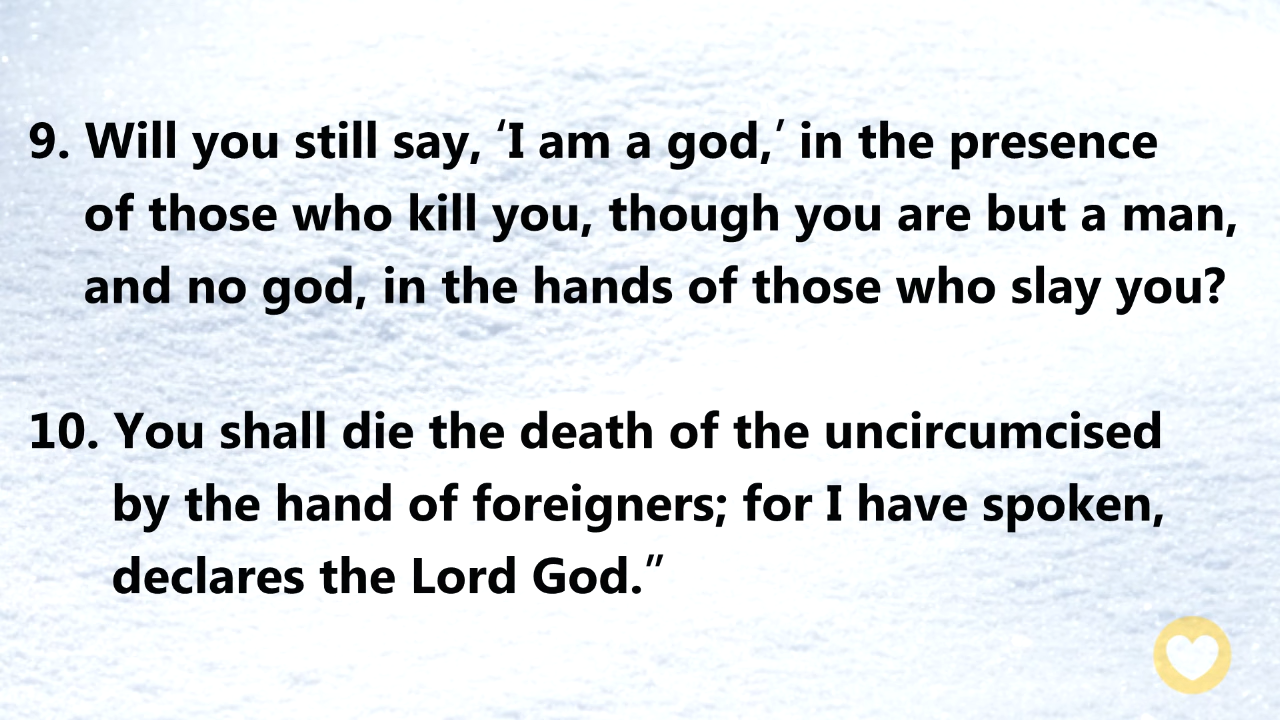 9. Will you still say, ‘I am a god,’ in the presence
of those who kill you, though you are but a man,
and no god, in the hands of those who slay you?
10. You shall die the death of the uncircumcised
by the hand of foreigners; for I have spoken,
declares the Lord God.”